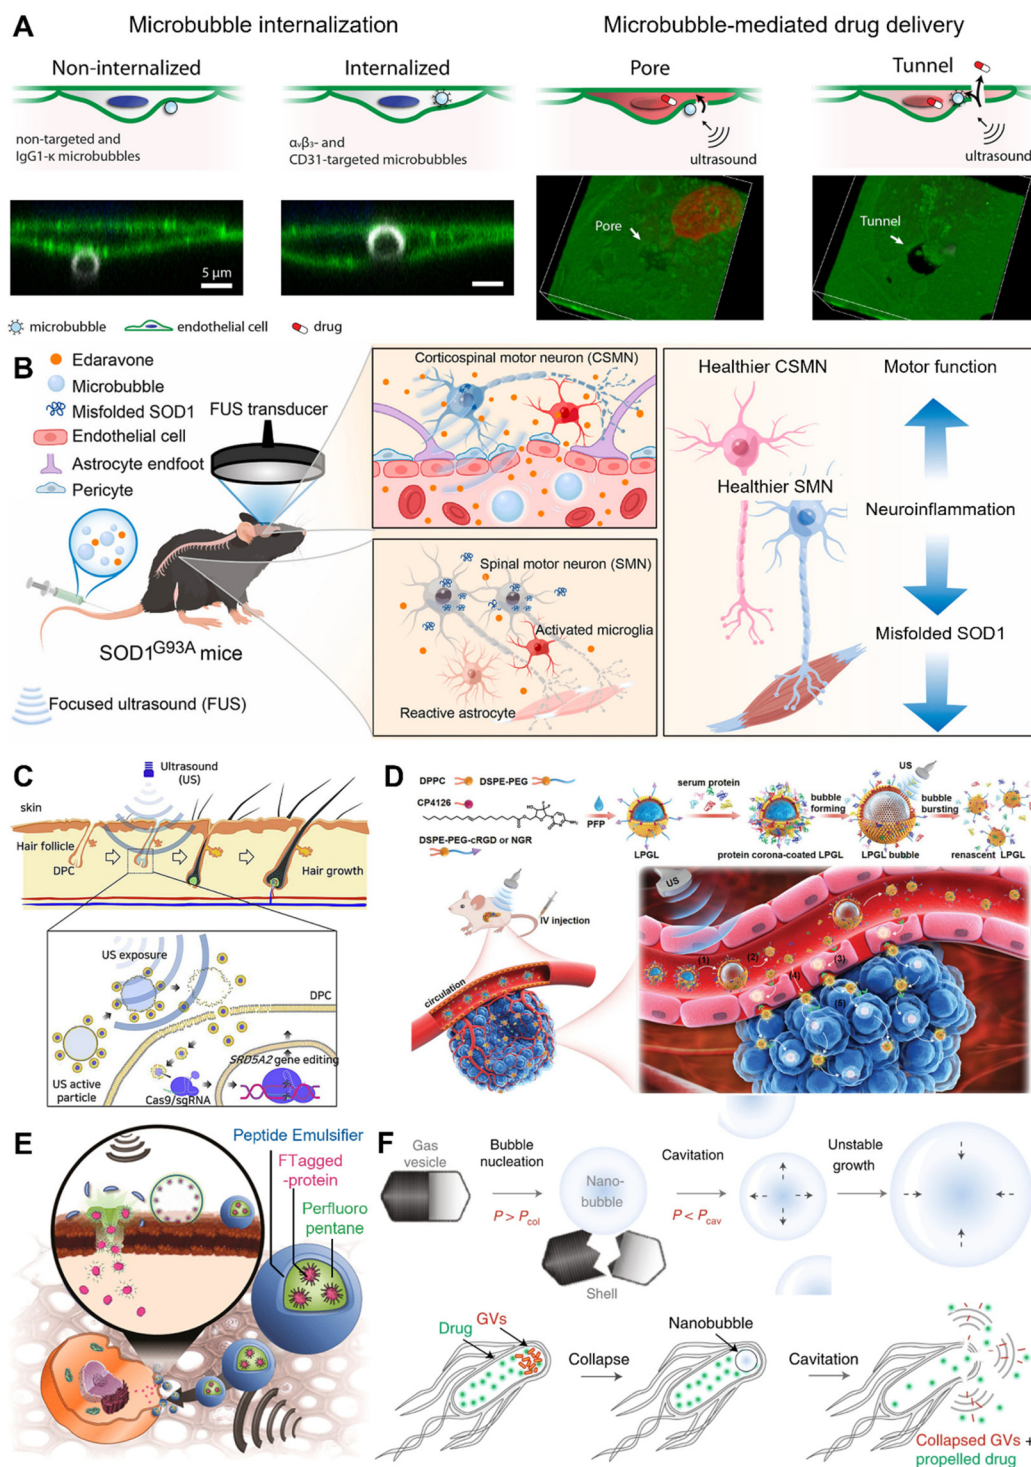 A
Microbubble internalization
Microbubble-mediated drug delivery
Non-internalized
Internalized
Pore
Tunnel
non-targeted and
IgG1-κ microbubbles
αᵥβ₃- and
CD31-targeted microbubbles
ultrasound
ultrasound
5 µm
Pore
Tunnel
microbubble
endothelial cell
drug
B
Edaravone
Microbubble
Misfolded SOD1
Endothelial cell
Astrocyte endfoot
Pericyte
FUS transducer
SOD1ᴳ⁹³ᴬ mice
Focused ultrasound (FUS)
Corticospinal motor neuron (CSMN)
Spinal motor neuron (SMN)
Activated microglia
Reactive astrocyte
Healthier CSMN
Motor function
Healthier SMN
Neuroinflammation
Misfolded SOD1
C
Ultrasound
(US)
skin
Hair follicle
DPC
Hair growth
US exposure
DPC
SRD5A2 gene editing
US active
particle
Cas9/sgRNA
D
DPPC
DSPE-PEG
CP4126
DSPE-PEG-cRGD or NGR
PFP
LPGL
serum protein
protein corona-coated LPGL
bubble
forming
US
LPGL bubble
bubble
bursting
renascent LPGL
US
IV injection
circulation
(1)
(2)
(3)
(4)
(5)
E
Peptide Emulsifier
FTagged
-protein
Perfluoro
pentane
F
Gas
vesicle
Bubble
nucleation
P > Pcol
Nano-
bubble
Shell
Cavitation
P < Pcav
Unstable
growth
Drug
GVs
Collapse
Nanobubble
Cavitation
Collapsed GVs +
propelled drug